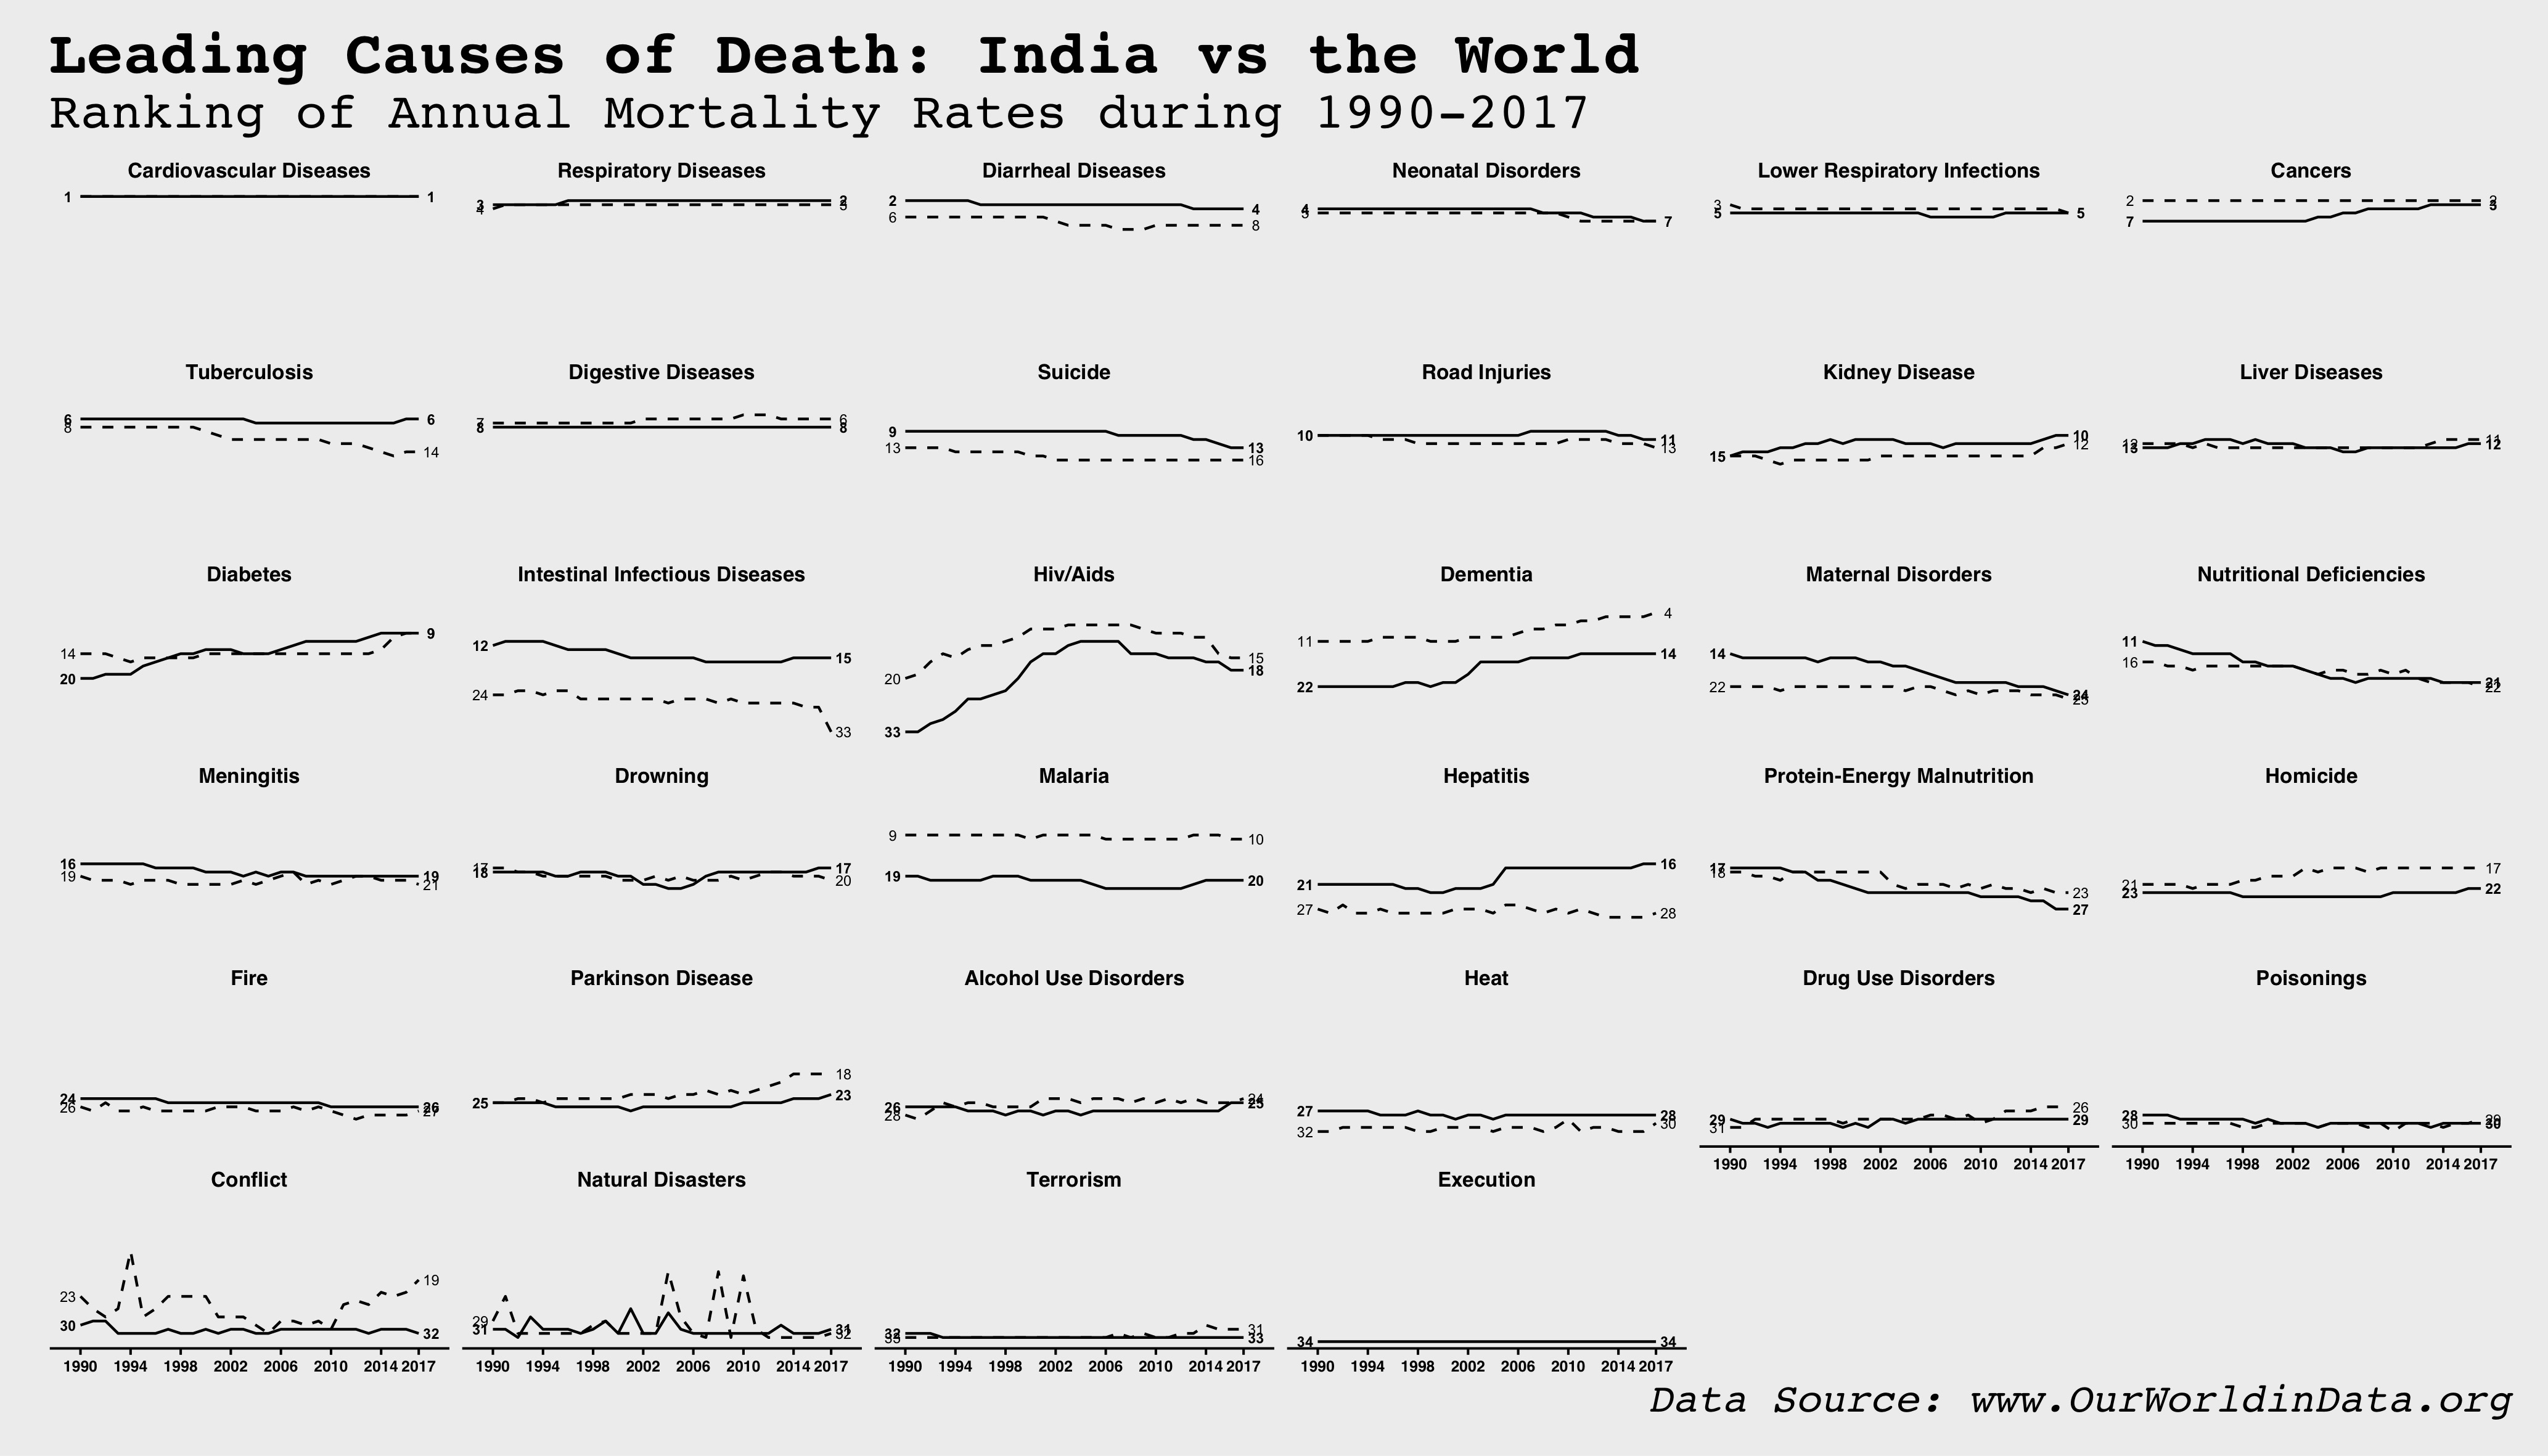 Leading Causes of Death: India vs the World
Ranking of Annual Mortality Rates during 1990-2017
Cardiovascular Diseases
1 1
Respiratory Diseases
3 4 2 3
Diarrheal Diseases
2 4
6 8
Neonatal Disorders
4 5 7
Lower Respiratory Infections
3
5 5
Cancers
2 2
7 3
Tuberculosis
6 6
8 14
Digestive Diseases
7 6
8 8
Suicide
9 13
13 16
Road Injuries
10 11
13
Kidney Disease
15 10
12
Liver Diseases
12 11
13 12
Diabetes
14 9
20
Intestinal Infectious Diseases
12 15
24 33
Hiv/Aids
20 15
33 18
Dementia
11 4
22 14
Maternal Disorders
14 24
22 25
Nutritional Deficiencies
11 21
16 22
Meningitis
16 19
19 21
Drowning
17 17
18 20
Malaria
9 10
19 20
Hepatitis
21 16
27 28
Protein-Energy Malnutrition
17 23
18 27
Homicide
21 17
23 22
Fire
24 26
26 27
Parkinson Disease
25 18
23
Alcohol Use Disorders
26 24
28 25
Heat
27 28
32 30
Drug Use Disorders
29 26
31 29
Poisonings
28 29
30 30
1990 1994 1998 2002 2006 2010 2014 2017
1990 1994 1998 2002 2006 2010 2014 2017
Conflict
23 19
30 32
Natural Disasters
29 31
31 32
Terrorism
32 31
33 33
Execution
34 34
1990 1994 1998 2002 2006 2010 2014 2017
1990 1994 1998 2002 2006 2010 2014 2017
1990 1994 1998 2002 2006 2010 2014 2017
1990 1994 1998 2002 2006 2010 2014 2017
Data Source: www.OurWorldinData.org